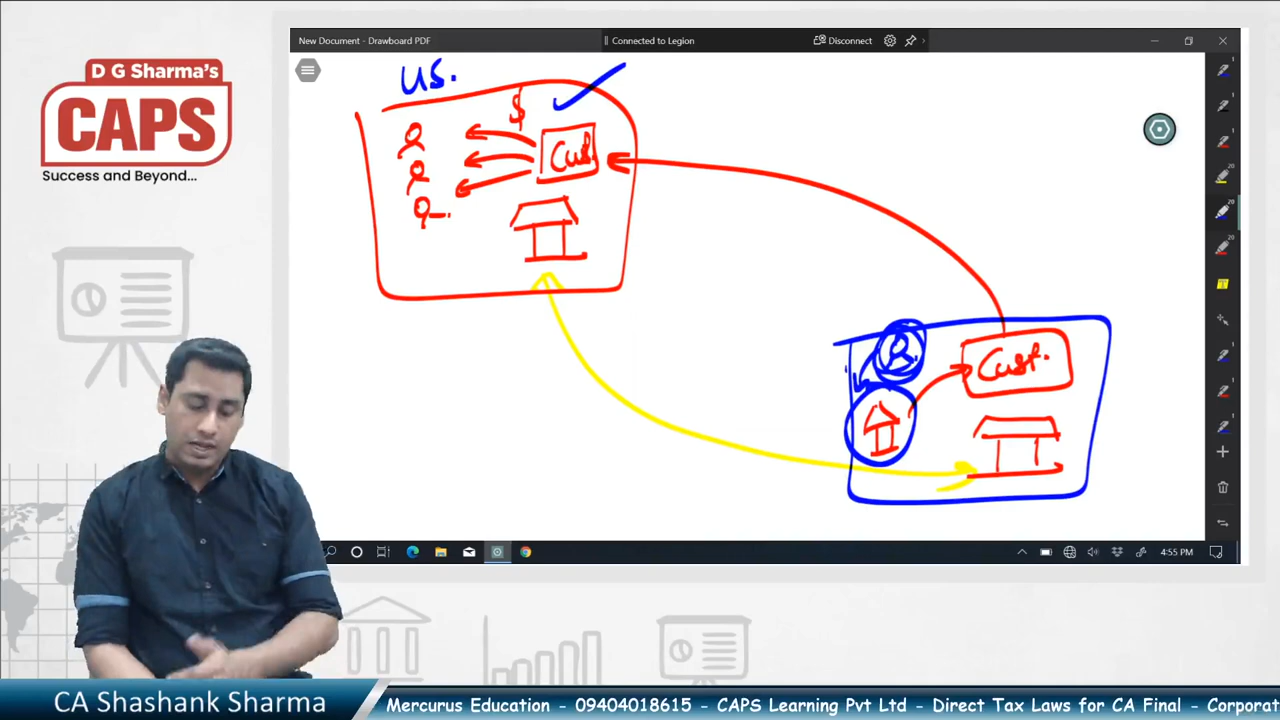 D G Sharma's
CAPS
Success and Beyond...
New Document - Drawboard PDF
Connected to Legion
Disconnect
US.
$
Cust
Cust.
4:55 PM
CA Shashank Sharma
Mercurus Education - 09404018615 - CAPS Learning Pvt Ltd - Direct Tax Laws for CA Final - Corporat